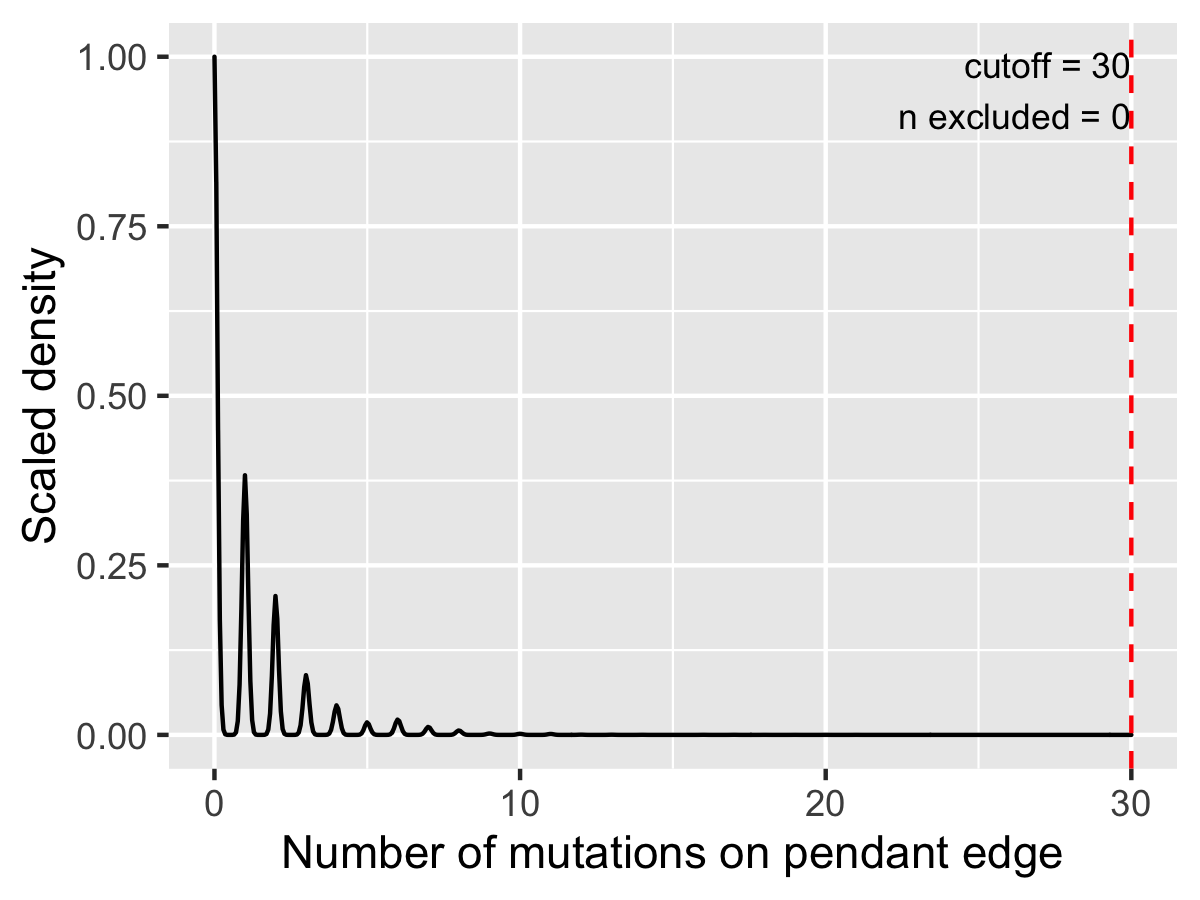 cutoff = 30
n excluded = 0
Scaled density
1.00
0.75
0.50
0.25
0.00
0 10 20 30
Number of mutations on pendant edge